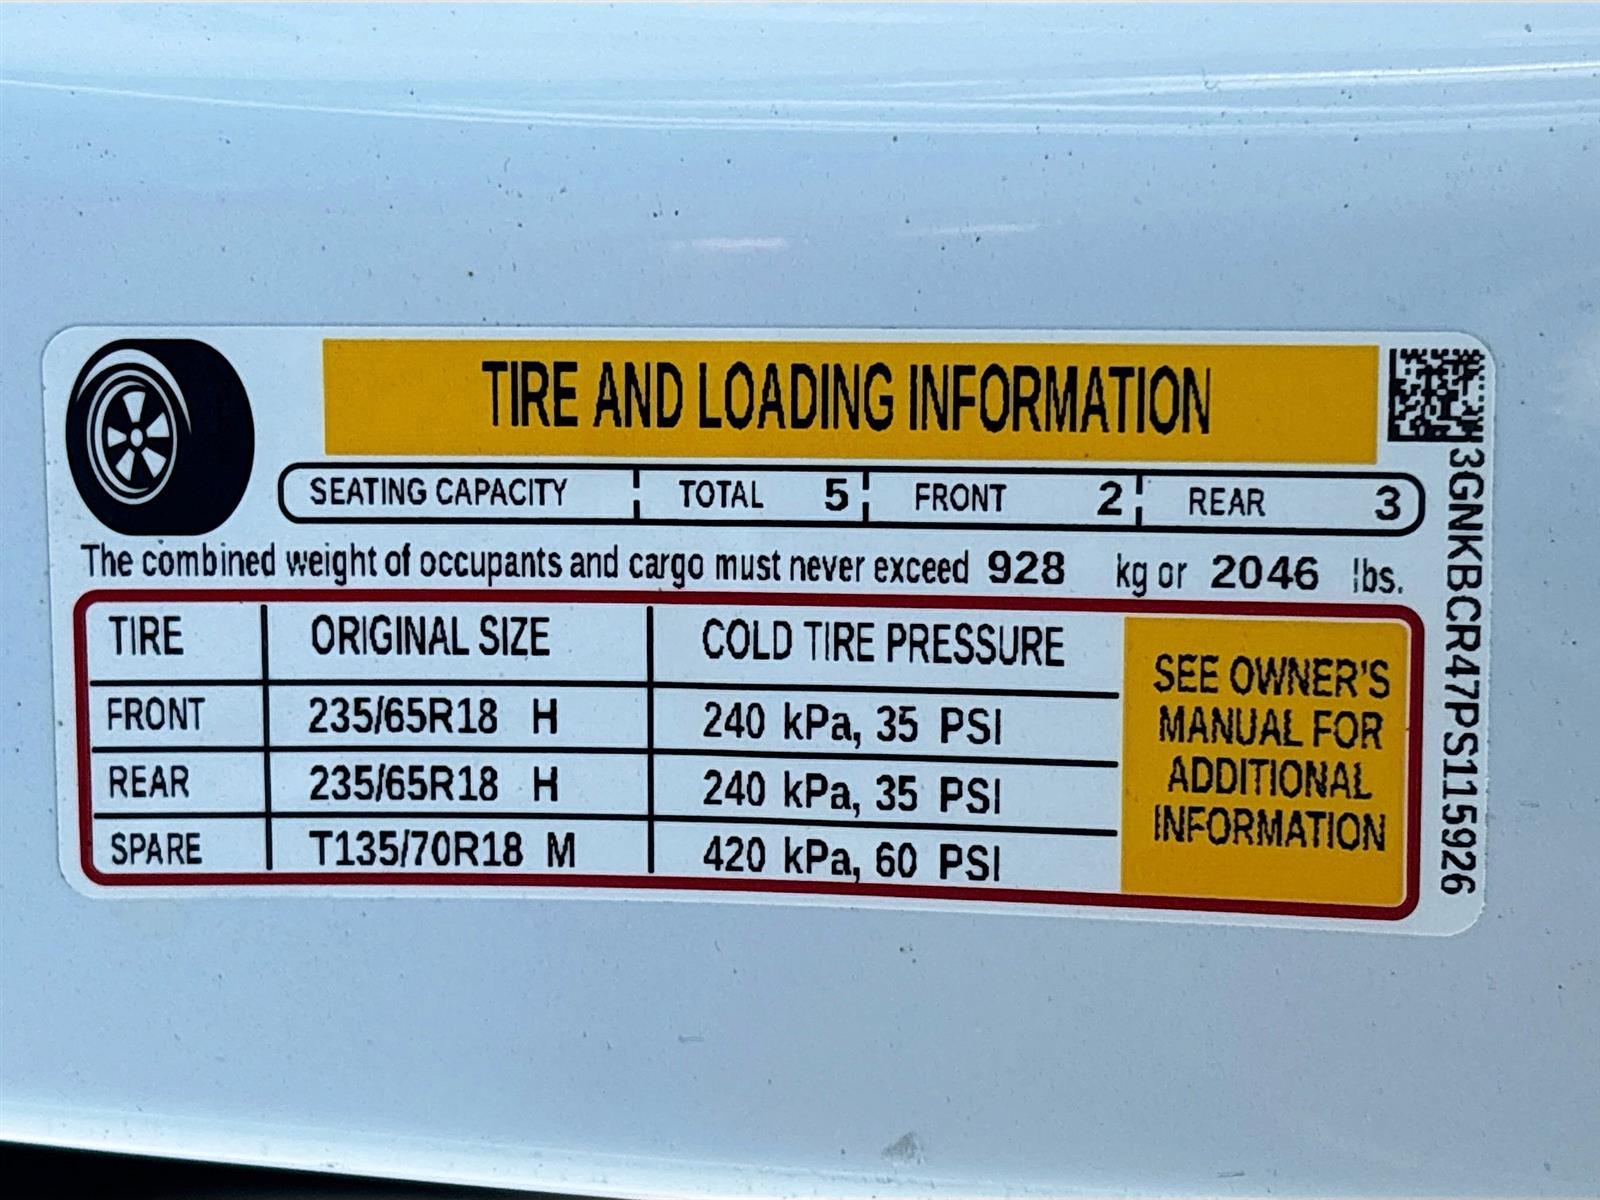 TIRE AND LOADING INFORMATION
SEATING CAPACITY TOTAL 5 FRONT 2 REAR 3
The combined weight of occupants and cargo must never exceed 928 kg or 2046 lbs.
TIRE ORIGINAL SIZE COLD TIRE PRESSURE
FRONT 235/65R18 H 240 kPa, 35 PSI
REAR 235/65R18 H 240 kPa, 35 PSI
SPARE T135/70R18 M 420 kPa, 60 PSI
SEE OWNER'S
MANUAL FOR
ADDITIONAL
INFORMATION
3GNKBCR47PS115926